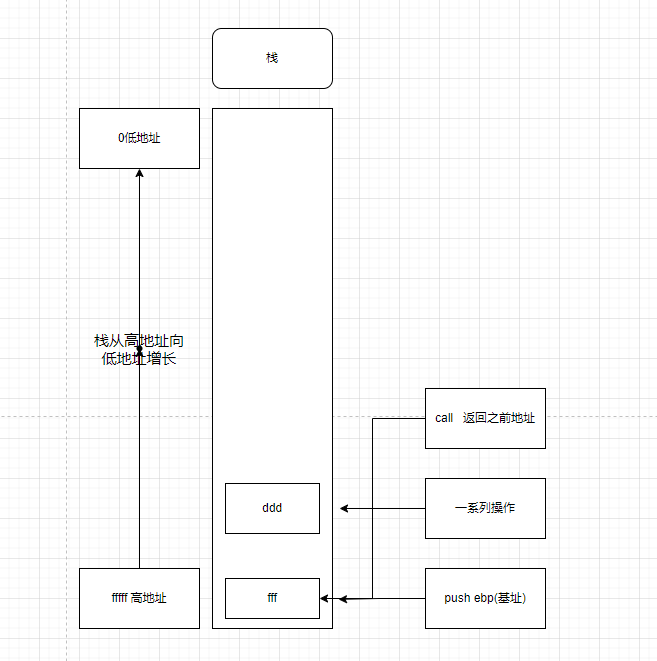 栈
0低地址
栈从高地址向
低地址增长
call 返回之前地址
ddd
一系列操作
fffff 高地址
fff
push ebp(基址)